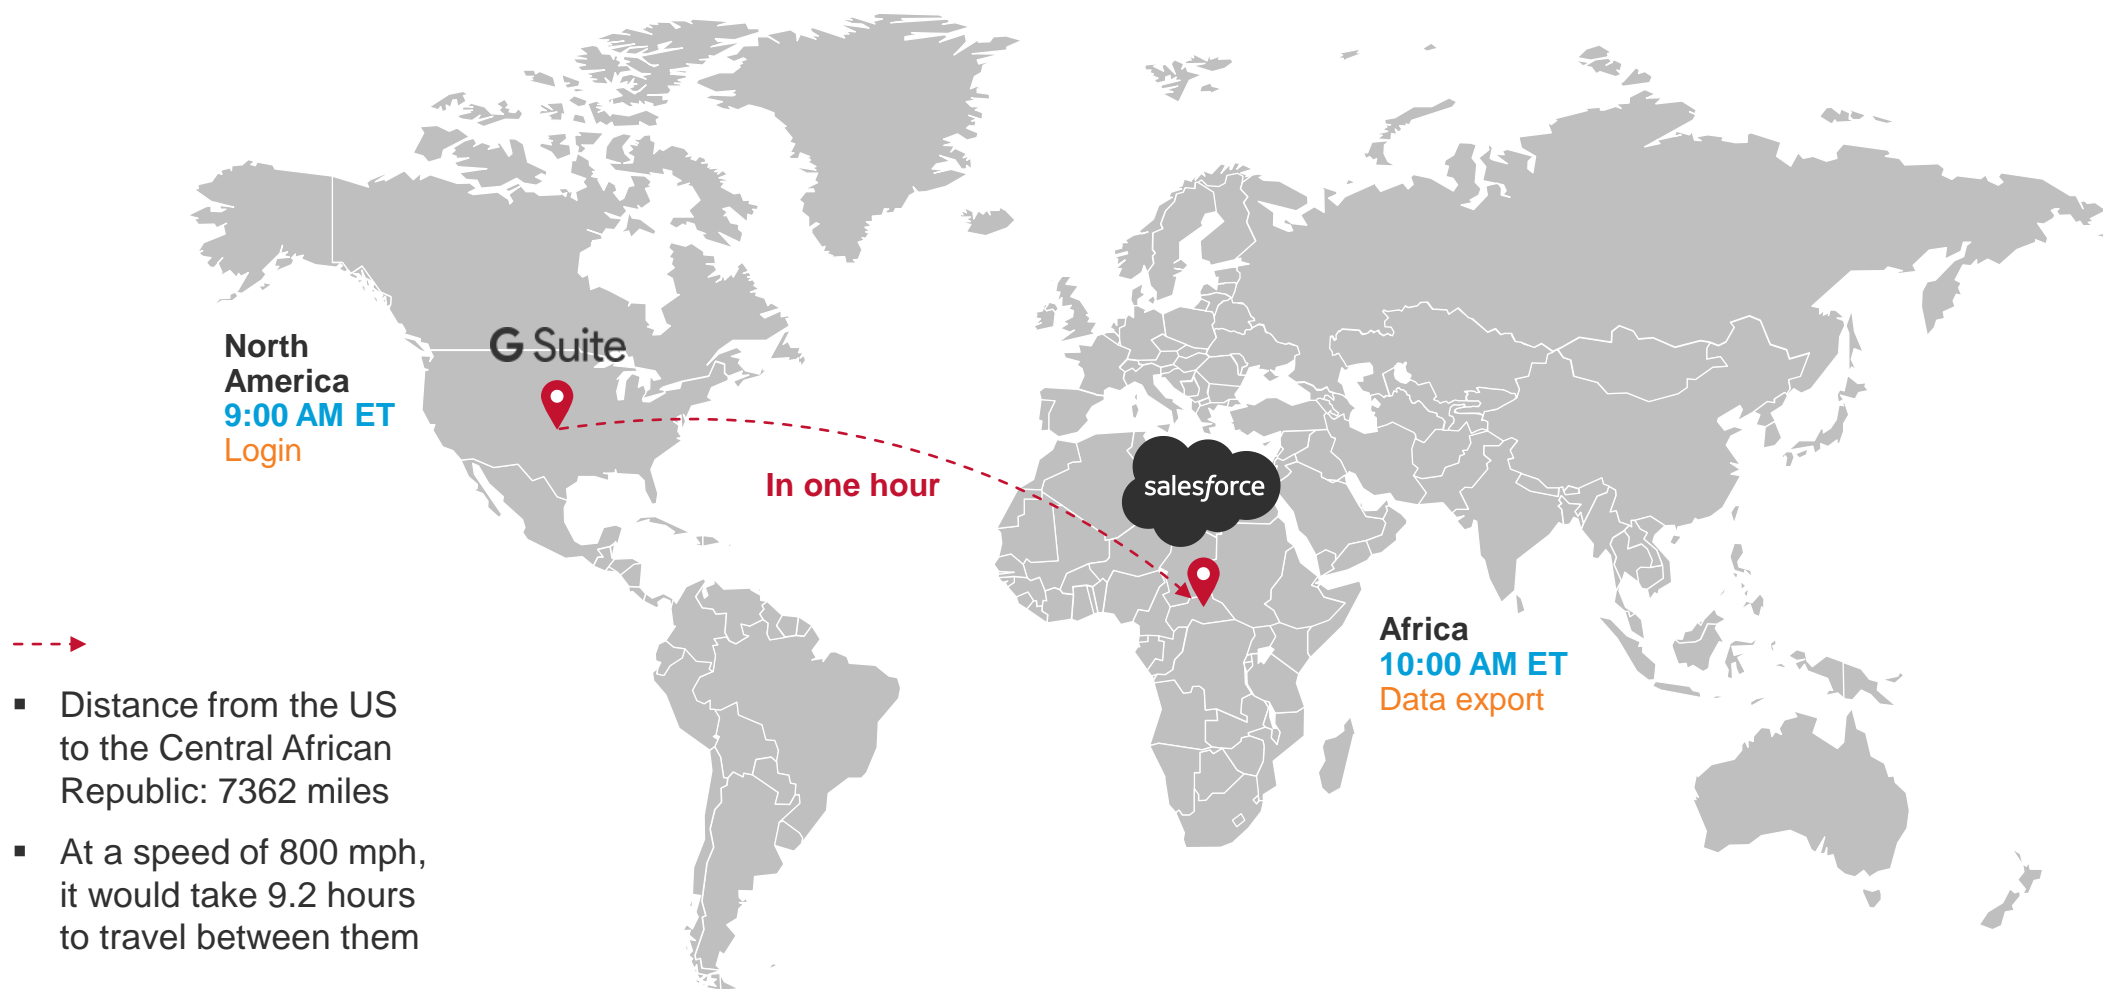 G Suite
North
America
9:00 AM ET
Login
In one hour
salesforce
Africa
10:00 AM ET
Data export
▪ Distance from the US
to the Central African
Republic: 7362 miles
▪ At a speed of 800 mph,
it would take 9.2 hours
to travel between them